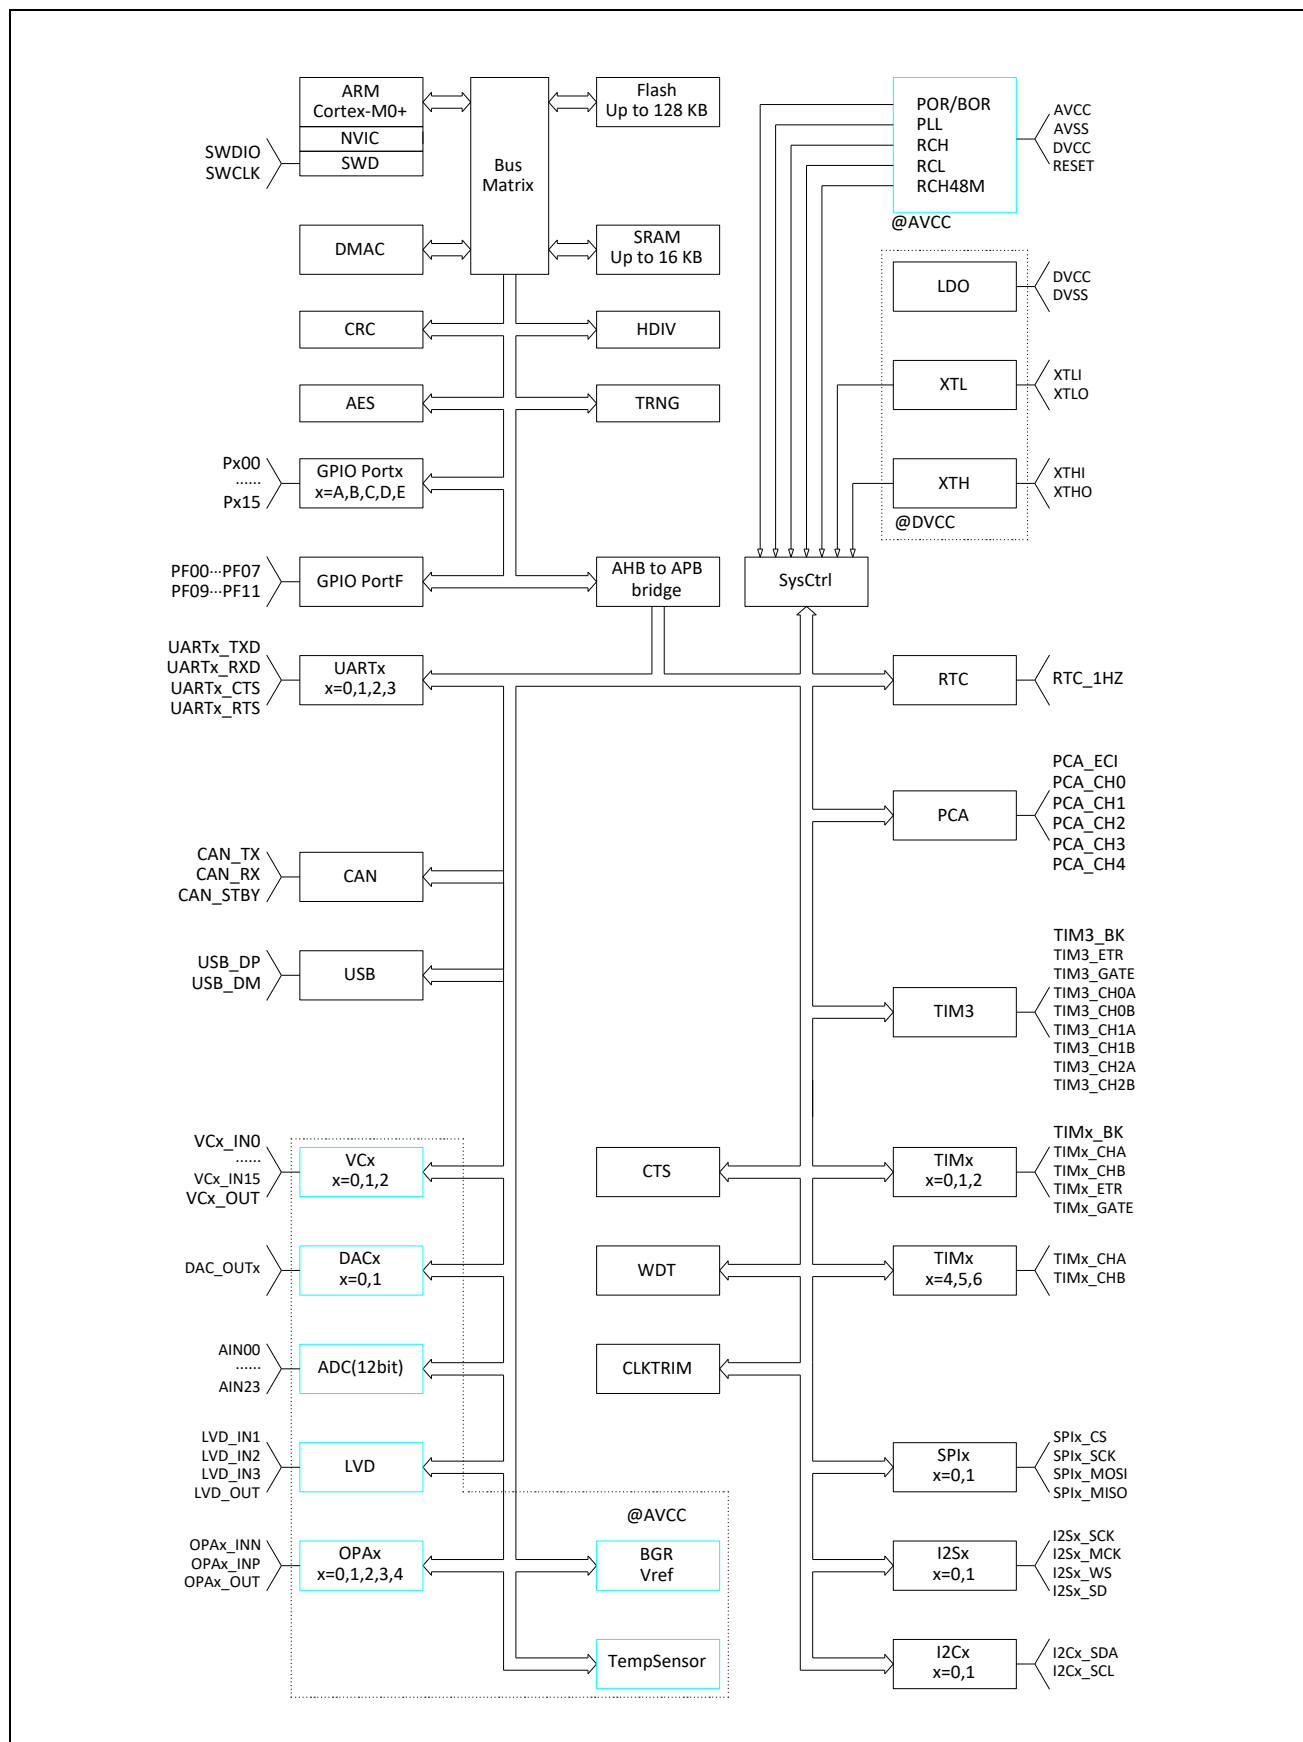 ARM
Cortex-M0+
NVIC
SWD
SWDIO
SWCLK
Bus
Matrix
Flash
Up to 128 KB
DMAC
SRAM
Up to 16 KB
CRC
HDIV
AES
TRNG
Px00
······
Px15
GPIO Portx
x=A,B,C,D,E
PF00···PF07
PF09···PF11
GPIO PortF
AHB to APB
bridge
POR/BOR
PLL
RCH
RCL
RCH48M
@AVCC
AVCC
AVSS
DVCC
RESET
LDO
DVCC
DVSS
XTL
XTLI
XTLO
XTH
XTHI
XTHO
@DVCC
SysCtrl
UARTx_TXD
UARTx_RXD
UARTx_CTS
UARTx_RTS
UARTx
x=0,1,2,3
RTC
RTC_1HZ
PCA
PCA_ECI
PCA_CH0
PCA_CH1
PCA_CH2
PCA_CH3
PCA_CH4
CAN_TX
CAN_RX
CAN_STBY
CAN
USB_DP
USB_DM
USB
TIM3
TIM3_BK
TIM3_ETR
TIM3_GATE
TIM3_CH0A
TIM3_CH0B
TIM3_CH1A
TIM3_CH1B
TIM3_CH2A
TIM3_CH2B
VCx_IN0
······
VCx_IN15
VCx_OUT
VCx
x=0,1,2
CTS
TIMx
x=0,1,2
TIMx_BK
TIMx_CHA
TIMx_CHB
TIMx_ETR
TIMx_GATE
DAC_OUTx
DACx
x=0,1
WDT
TIMx
x=4,5,6
TIMx_CHA
TIMx_CHB
AIN00
······
AIN23
ADC(12bit)
CLKTRIM
LVD_IN1
LVD_IN2
LVD_IN3
LVD_OUT
LVD
SPIx
x=0,1
SPIx_CS
SPIx_SCK
SPIx_MOSI
SPIx_MISO
@AVCC
OPAx_INN
OPAx_INP
OPAx_OUT
OPAx
x=0,1,2,3,4
BGR
Vref
I2Sx
x=0,1
I2Sx_SCK
I2Sx_MCK
I2Sx_WS
I2Sx_SD
TempSensor
I2Cx
x=0,1
I2Cx_SDA
I2Cx_SCL